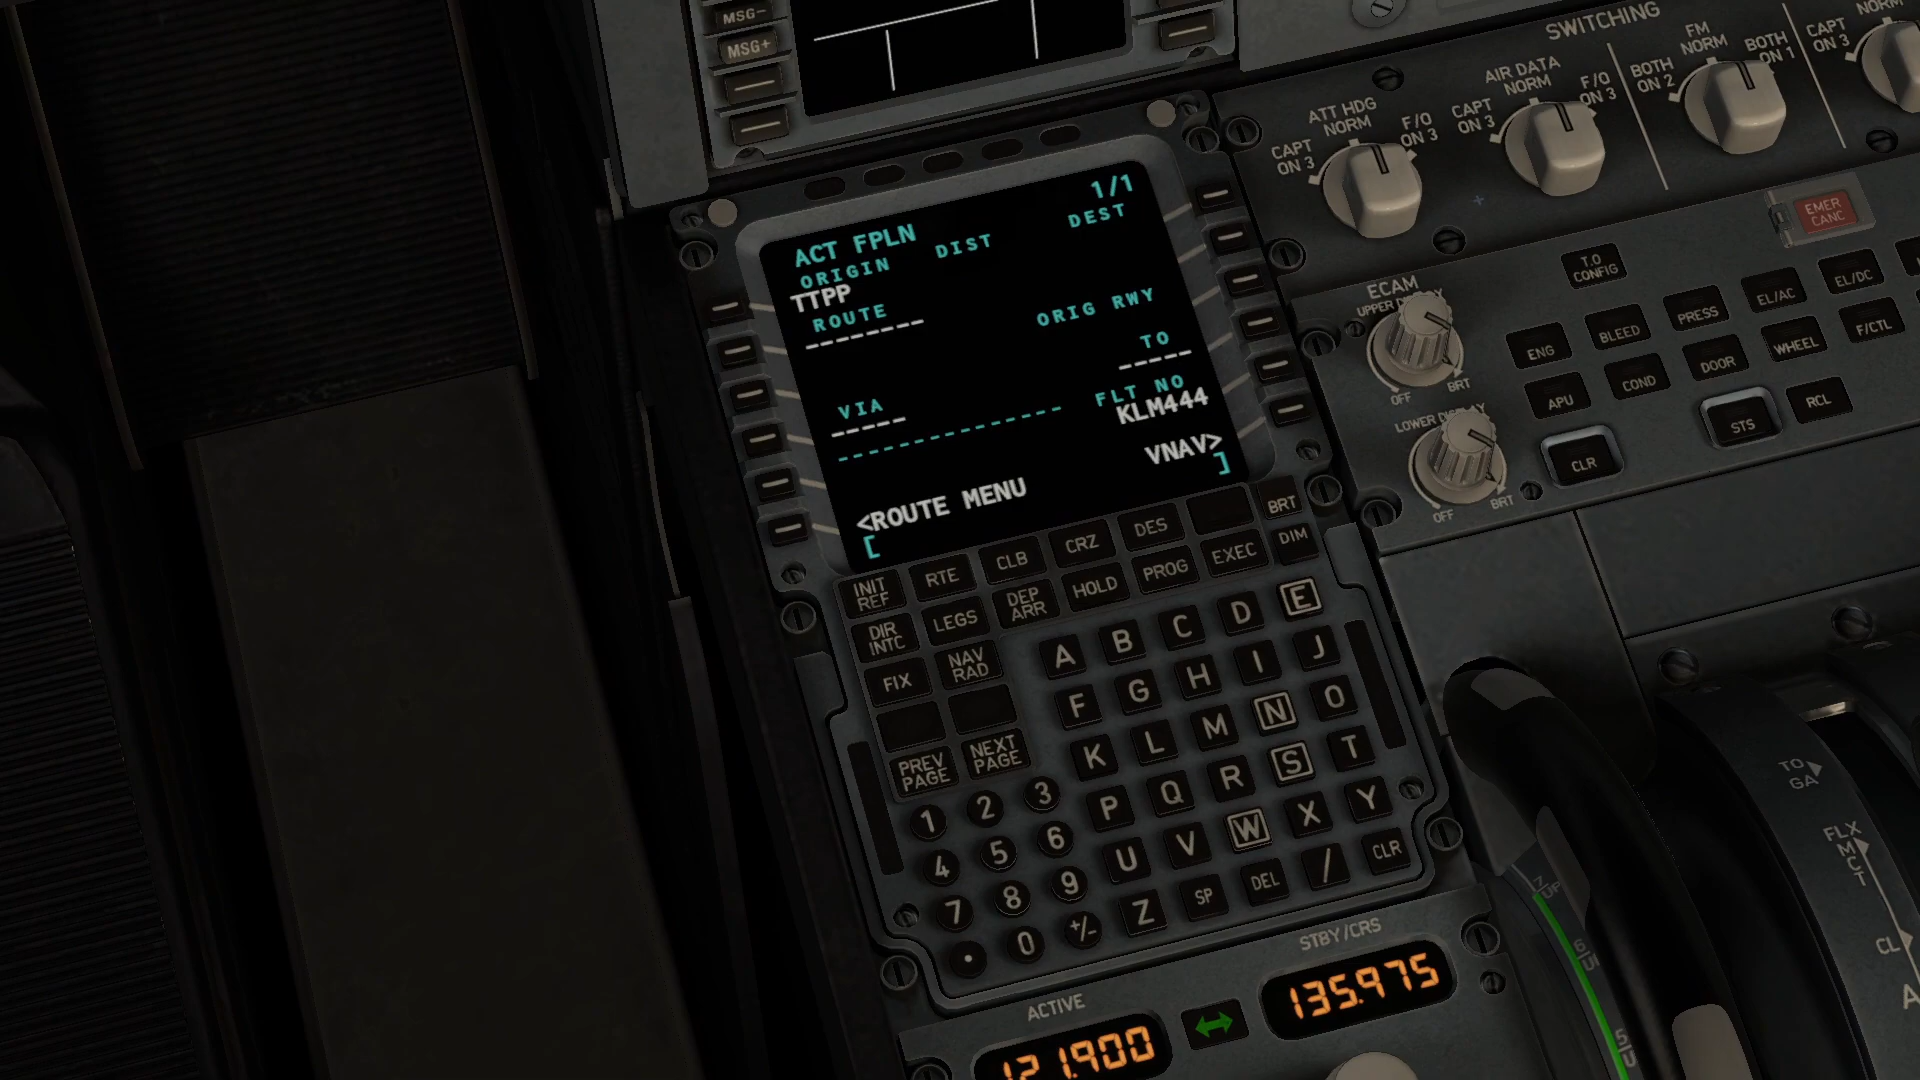 MSG-
MSG+
SWITCHING
ATT HDG
NORM
CAPT
ON 3
F/O
ON 3
AIR DATA
NORM
CAPT
ON 3
F/O
ON 3
FM
NORM
BOTH
ON 2
BOTH
ON 1
CAPT
ON 3
NORM
EMER
CANC
ECAM
UPPER DISPLAY
OFF
BRT
LOWER DISPLAY
OFF
BRT
T.O
CONFIG
ENG
BLEED
PRESS
EL/AC
EL/DC
APU
COND
DOOR
WHEEL
F/CTL
CLR
STS
RCL
1/1
ACT FPLN
ORIGIN DIST DEST
TTPP
ROUTE ORIG RWY
--------
VIA TO
----- -----
-------------- FLT NO
KLM444
<ROUTE MENU VNAV>
[ ]
INIT
REF
RTE
CLB
CRZ
DES
BRT
DIR
INTC
LEGS
DEP
ARR
HOLD
PROG
EXEC
DIM
FIX
NAV
RAD
PREV
PAGE
NEXT
PAGE
A B C D E
F G H I J
K L M N O
P Q R S T
U V W X Y
Z SP DEL / CLR
1 2 3
4 5 6
7 8 9
. 0 +/-
ACTIVE
121.900
STBY/CRS
135.975
TO
GA
FLX
MCT
CL